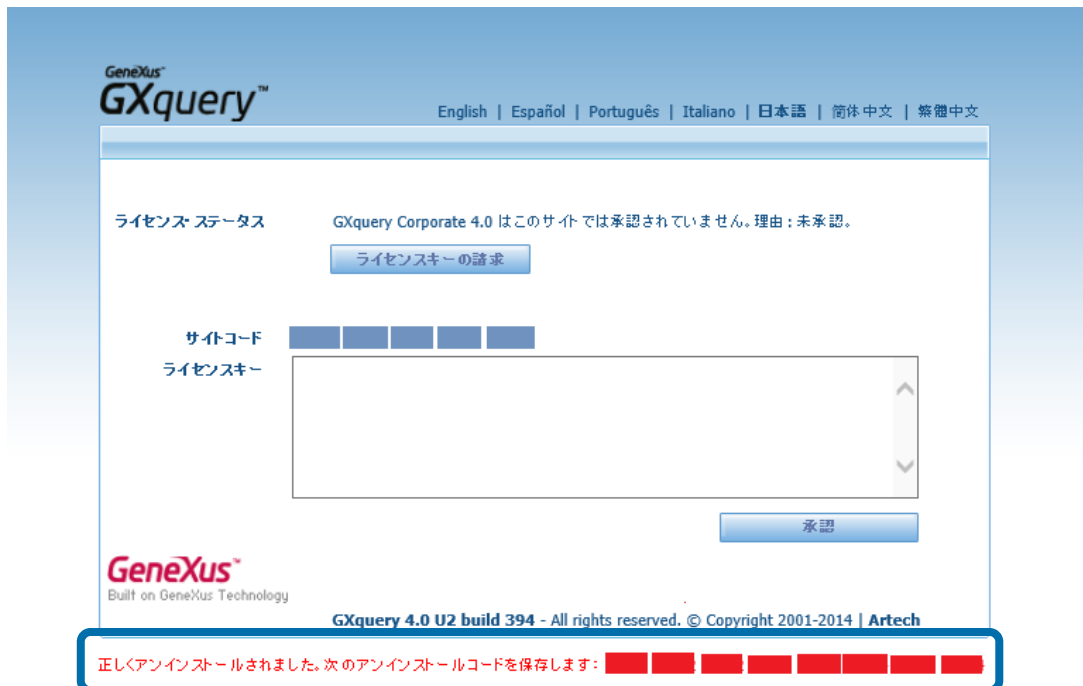 GeneXus™
GXquery™
English | Español | Português | Italiano | 日本語 | 简体中文 | 繁體中文
ライセンス・ステータス GXquery Corporate 4.0 はこのサイトでは承認されていません。理由：未承認。
ライセンスキーの請求
サイトコード
ライセンスキー
承認
GeneXus™
Built on GeneXus Technology
GXquery 4.0 U2 build 394 - All rights reserved. © Copyright 2001-2014 | Artech
正しくアンインストールされました。次のアンインストールコードを保存します：